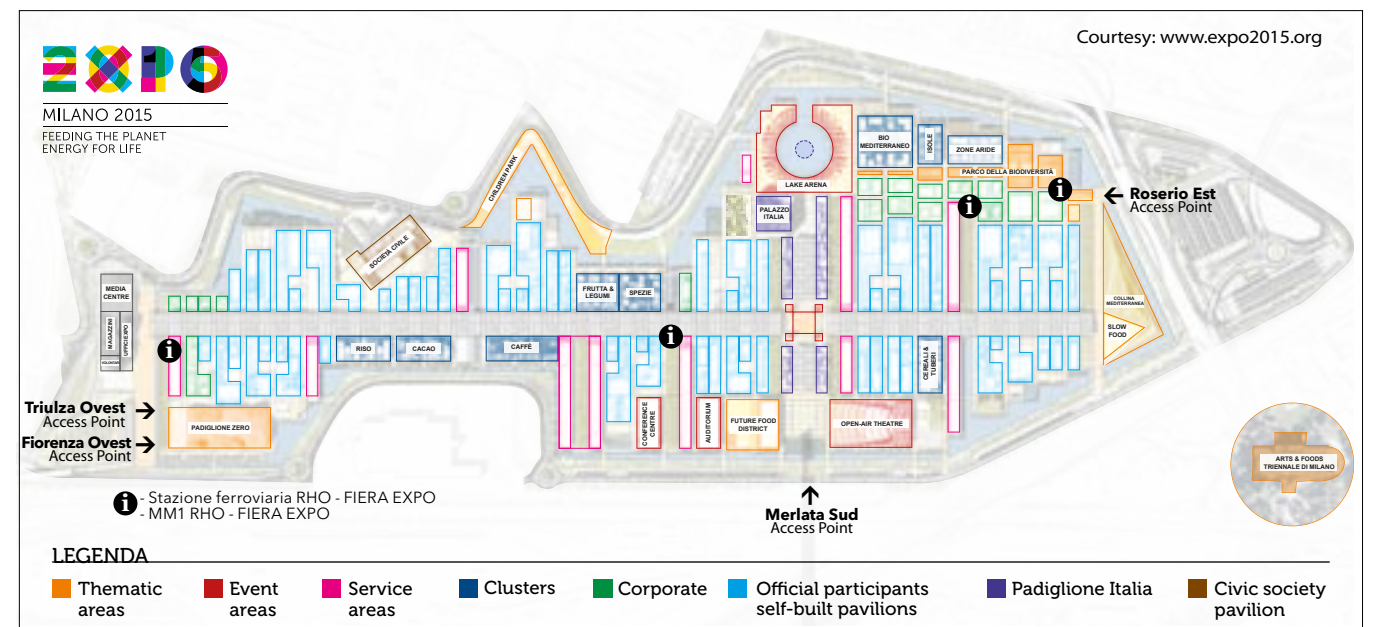 Courtesy: www.expo2015.org
EXPO
MILANO 2015
FEEDING THE PLANET
ENERGY FOR LIFE
CHILDREN PARK
SOCIETÀ CIVILE
LAKE ARENA
BIO
MEDITERRANEO
ISOLE
ZONE ARIDE
PARCO DELLA BIODIVERSITÀ
i
Roserio Est
Access Point
PALAZZO
ITALIA
i
MEDIA
CENTRE
MAGAZZINI
UFFICI EXPO
VOLONTARI
FRUTTA &
LEGUMI
SPEZIE
COLLINA
MEDITERRANEA
SLOW
FOOD
i
i
RISO
CACAO
CAFFÈ
CEREALI &
TUBERI
Triulza Ovest
Access Point
Fiorenza Ovest
Access Point
PADIGLIONE ZERO
CONFERENCE
CENTRE
AUDITORIUM
FUTURE FOOD
DISTRICT
OPEN-AIR THEATRE
ARTS & FOODS
TRIENNALE DI MILANO
i
- Stazione ferroviaria RHO - FIERA EXPO
- MM1 RHO - FIERA EXPO
Merlata Sud
Access Point
LEGENDA
Thematic
areas
Event
areas
Service
areas
Clusters
Corporate
Official participants
self-built pavilions
Padiglione Italia
Civic society
pavilion